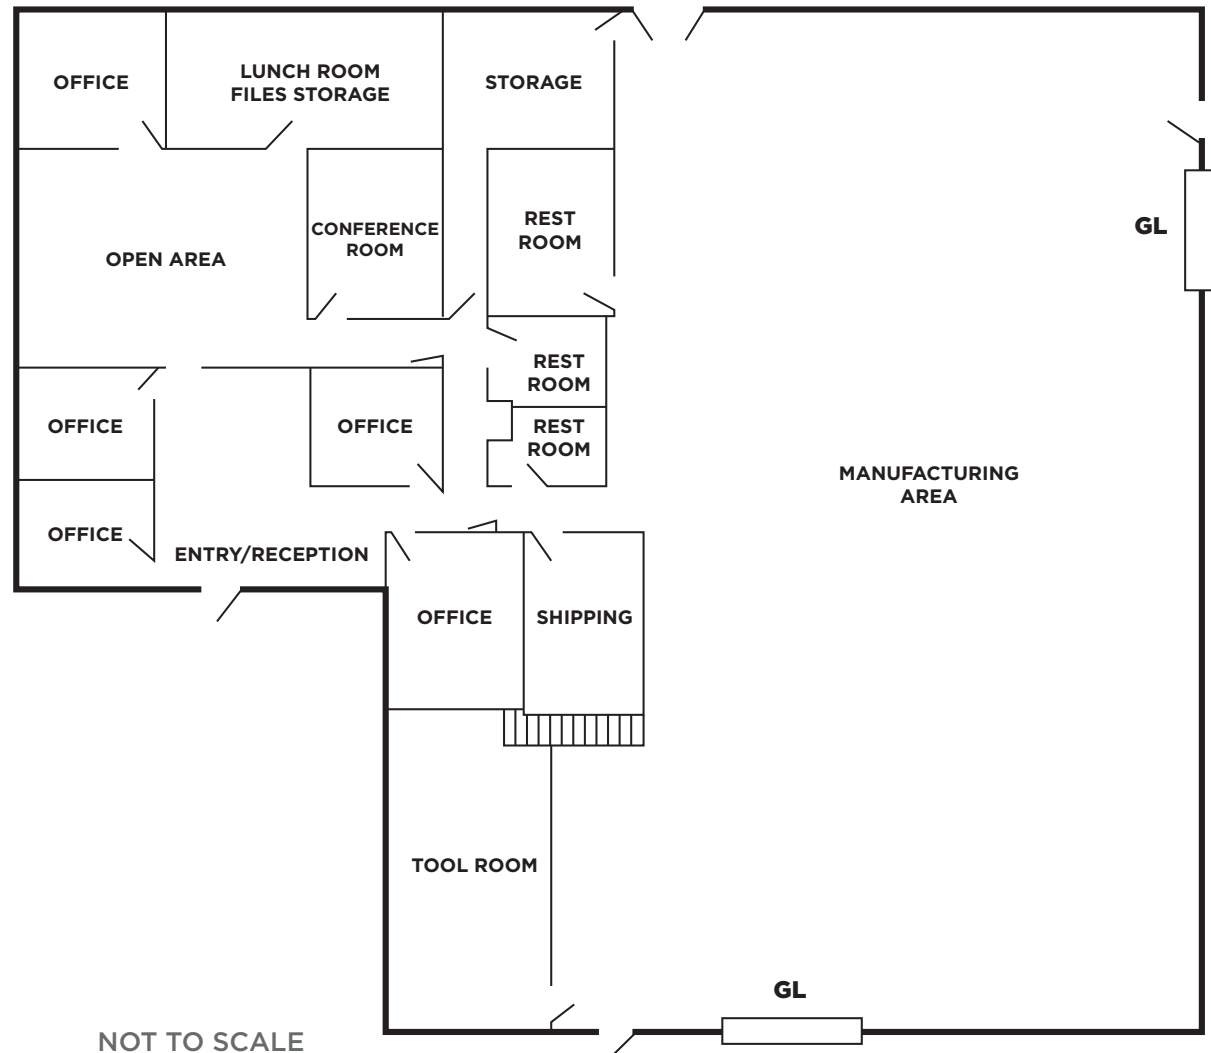 OFFICE
LUNCH ROOM
FILES STORAGE
STORAGE
OPEN AREA
CONFERENCE
ROOM
REST
ROOM
GL
REST
ROOM
OFFICE
OFFICE
REST
ROOM
MANUFACTURING
AREA
OFFICE
ENTRY/RECEPTION
OFFICE
SHIPPING
TOOL ROOM
GL
NOT TO SCALE